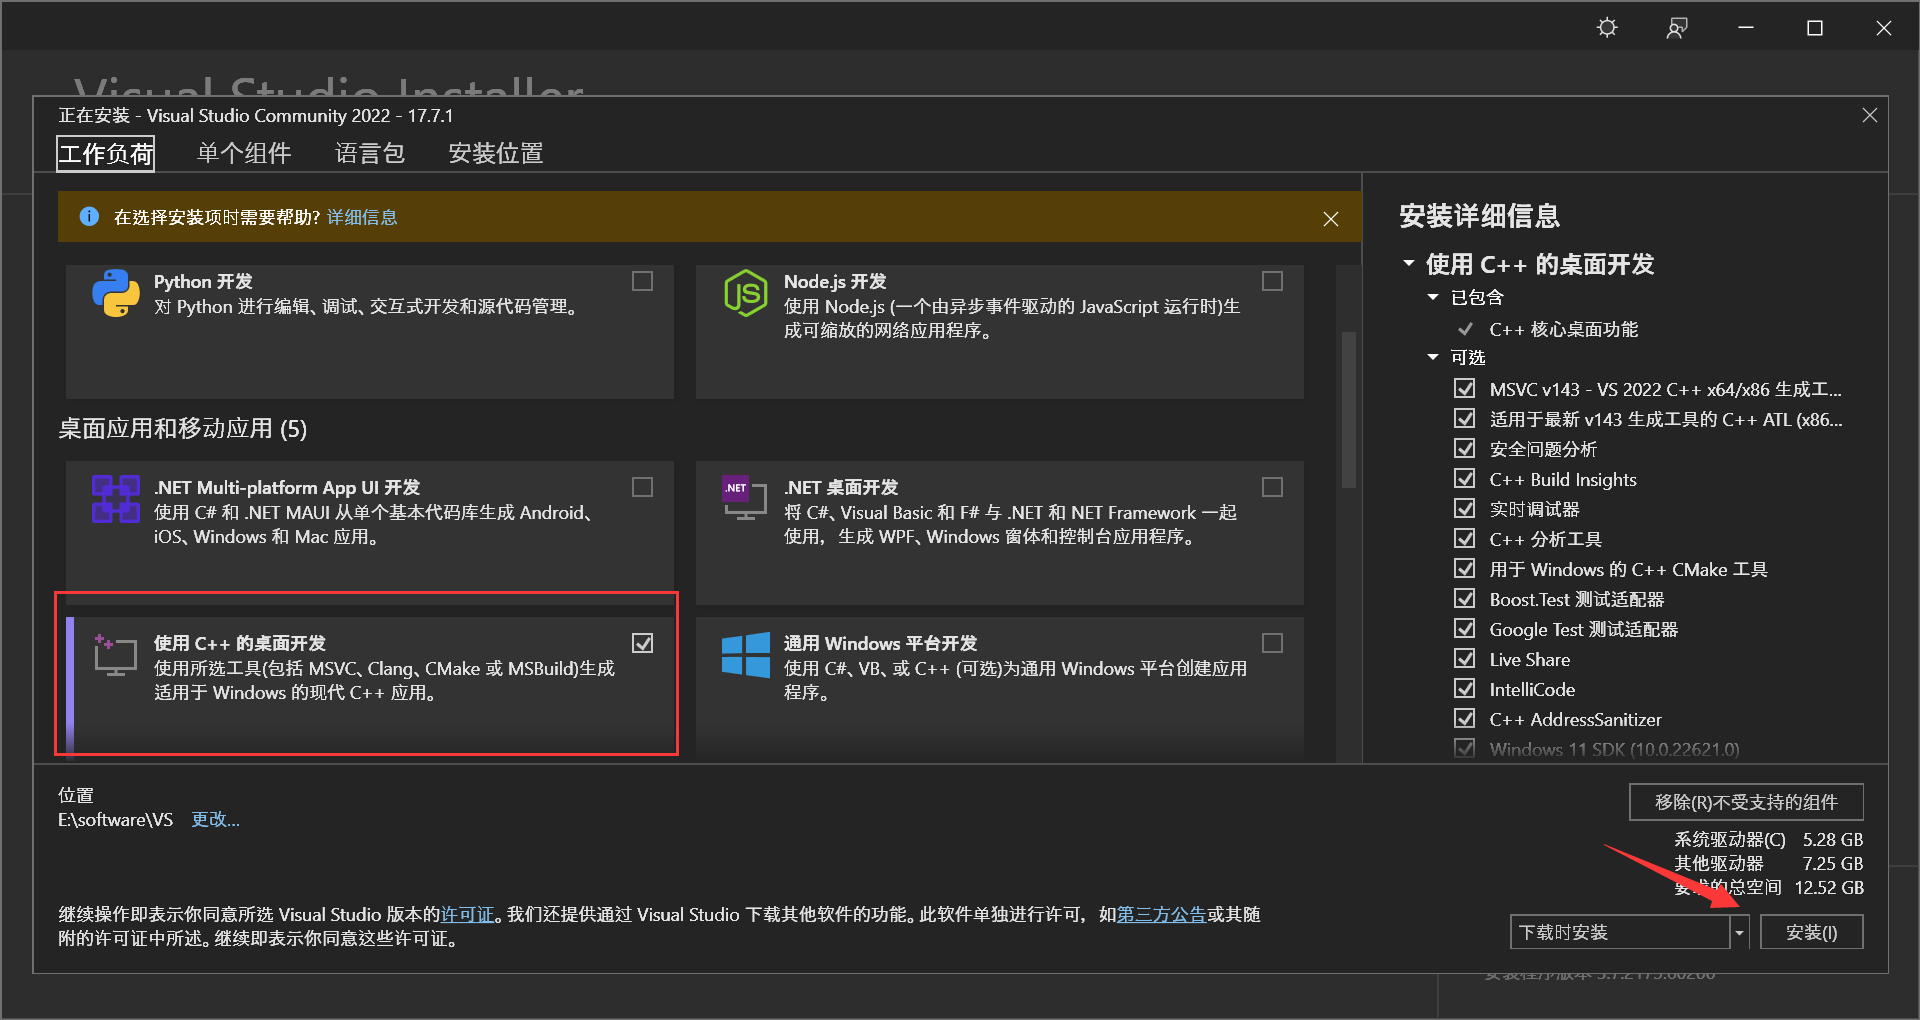 Visual Studio Installer
正在安装 - Visual Studio Community 2022 - 17.7.1
工作负荷 单个组件 语言包 安装位置
在选择安装项时需要帮助? 详细信息
Python 开发
对 Python 进行编辑、调试、交互式开发和源代码管理。
Node.js 开发
使用 Node.js (一个由异步事件驱动的 JavaScript 运行时)生
成可缩放的网络应用程序。
桌面应用和移动应用 (5)
.NET Multi-platform App UI 开发
使用 C# 和 .NET MAUI 从单个基本代码库生成 Android、
iOS、Windows 和 Mac 应用。
.NET
.NET 桌面开发
将 C#、Visual Basic 和 F# 与 .NET 和 NET Framework 一起
使用，生成 WPF、Windows 窗体和控制台应用程序。
使用 C++ 的桌面开发
使用所选工具(包括 MSVC、Clang、CMake 或 MSBuild)生成
适用于 Windows 的现代 C++ 应用。
通用 Windows 平台开发
使用 C#、VB、或 C++ (可选)为通用 Windows 平台创建应用
程序。
安装详细信息
使用 C++ 的桌面开发
已包含
C++ 核心桌面功能
可选
MSVC v143 - VS 2022 C++ x64/x86 生成工...
适用于最新 v143 生成工具的 C++ ATL (x86...
安全问题分析
C++ Build Insights
实时调试器
C++ 分析工具
用于 Windows 的 C++ CMake 工具
Boost.Test 测试适配器
Google Test 测试适配器
Live Share
IntelliCode
C++ AddressSanitizer
Windows 11 SDK (10.0.22621.0)
位置
E:\software\VS 更改...
移除(R)不受支持的组件
系统驱动器(C) 5.28 GB
其他驱动器 7.25 GB
要求的总空间 12.52 GB
继续操作即表示你同意所选 Visual Studio 版本的许可证。我们还提供通过 Visual Studio 下载其他软件的功能。此软件单独进行许可，如第三方公告或其随
附的许可证中所述。继续即表示你同意这些许可证。
下载时安装 安装(I)